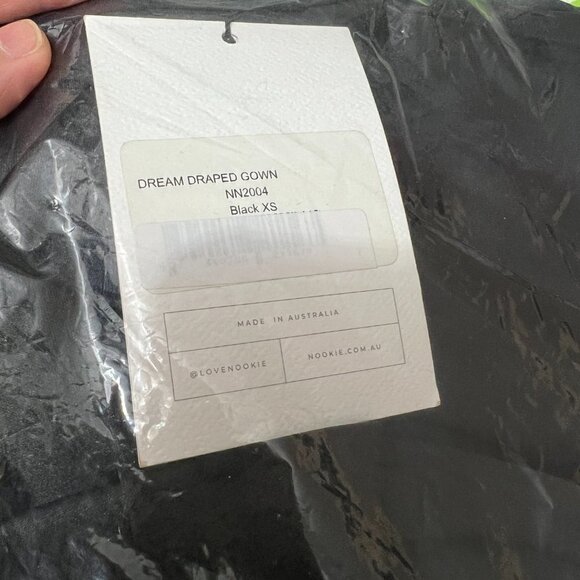 DREAM DRAPED GOWN
NN2004
Black XS
MADE IN AUSTRALIA
@LOVENOOKIE
NOOKIE.COM.AU